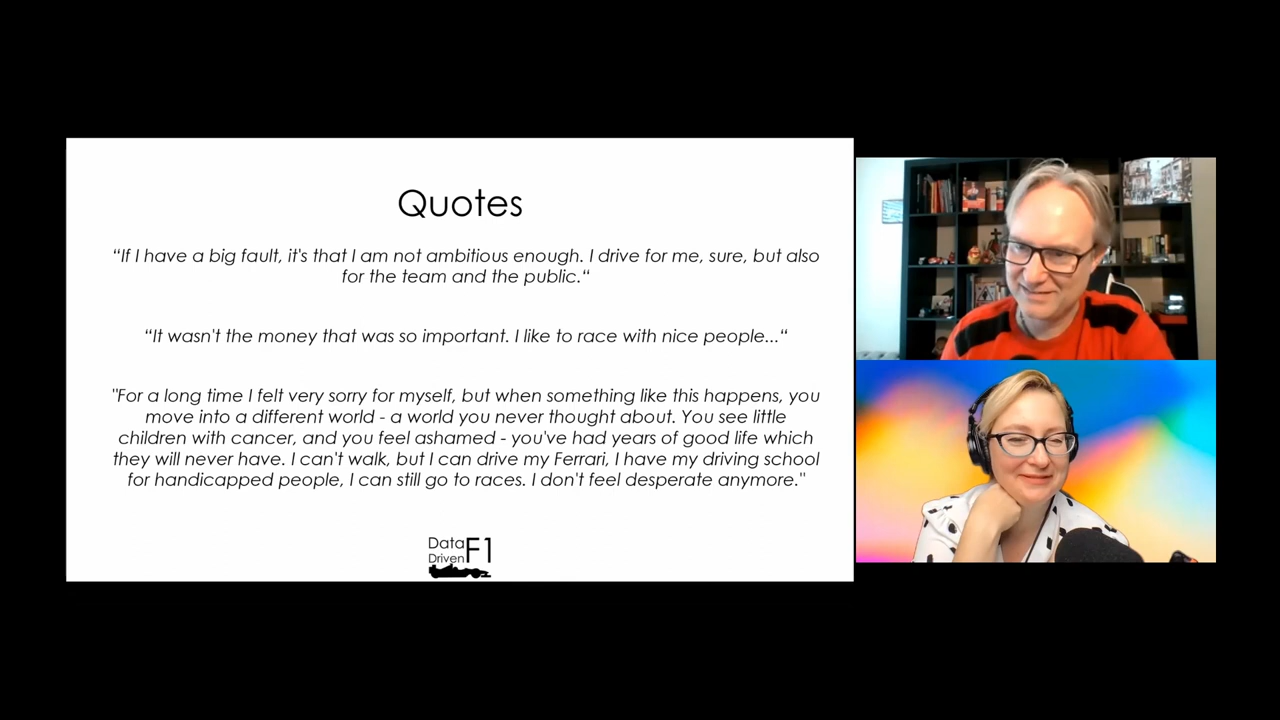 Quotes
“If I have a big fault, it's that I am not ambitious enough. I drive for me, sure, but also
for the team and the public.“
“It wasn't the money that was so important. I like to race with nice people...“
"For a long time I felt very sorry for myself, but when something like this happens, you
move into a different world - a world you never thought about. You see little
children with cancer, and you feel ashamed - you've had years of good life which
they will never have. I can't walk, but I can drive my Ferrari, I have my driving school
for handicapped people, I can still go to races. I don't feel desperate anymore."
Data
Driven F1